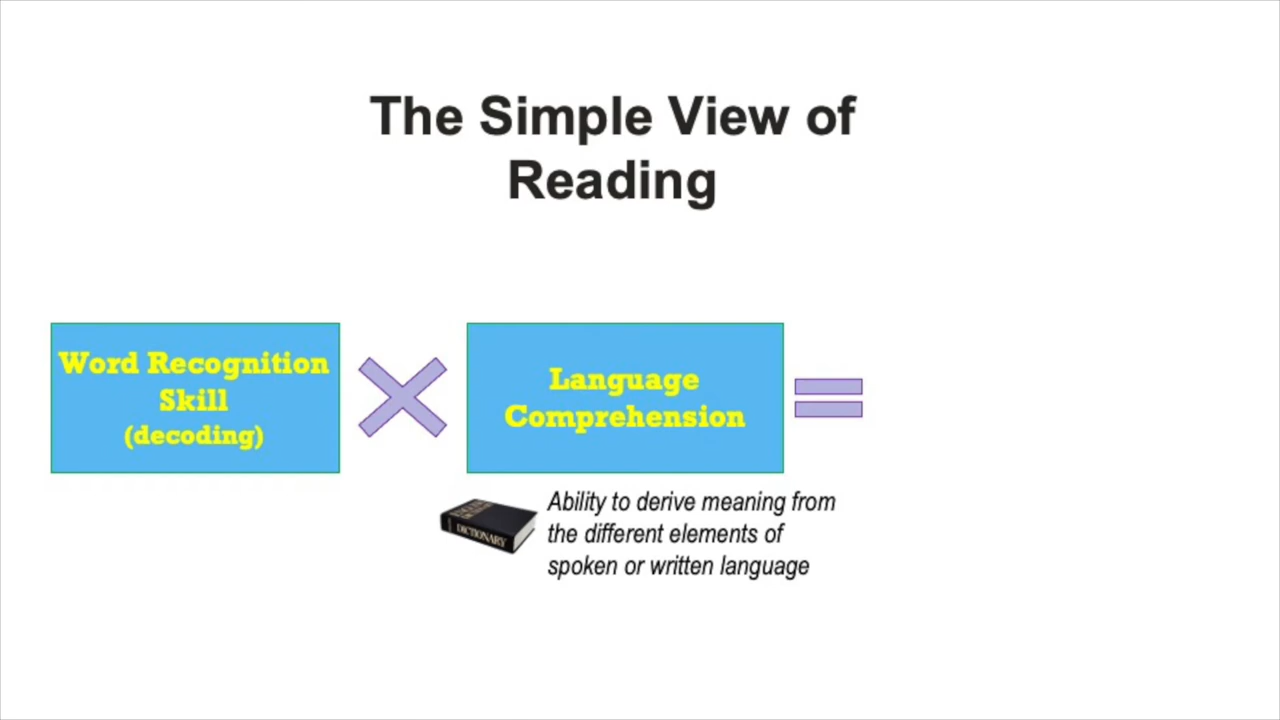 The Simple View of
Reading
Word Recognition
Skill
(decoding)
Language
Comprehension
Ability to derive meaning from
the different elements of
spoken or written language
DICTIONARY